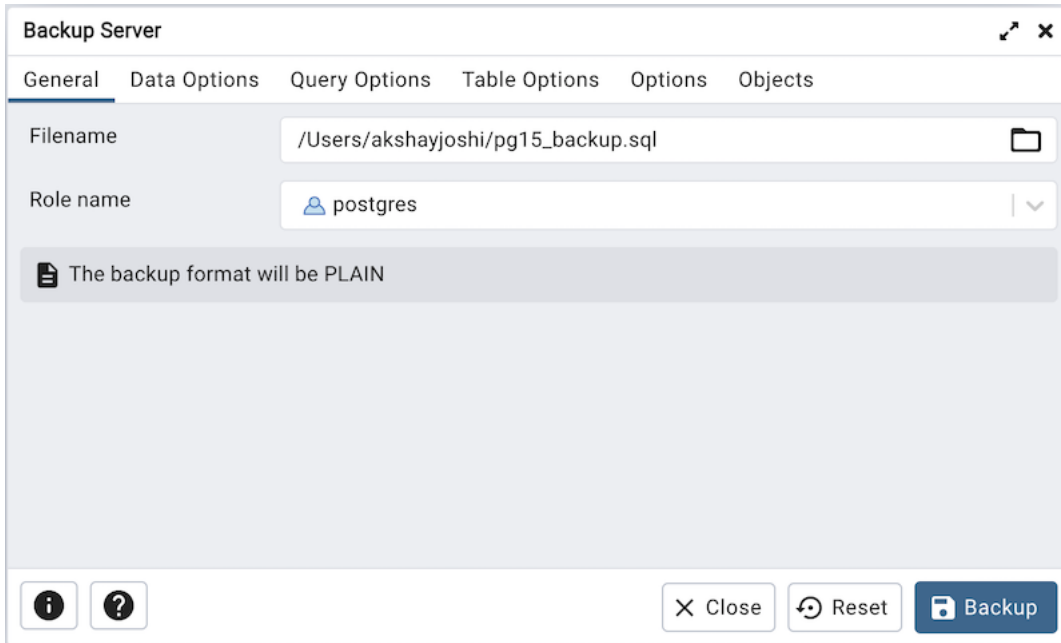 Backup Server
General Data Options Query Options Table Options Options Objects
Filename /Users/akshayjoshi/pg15_backup.sql
Role name postgres
The backup format will be PLAIN
Close Reset Backup